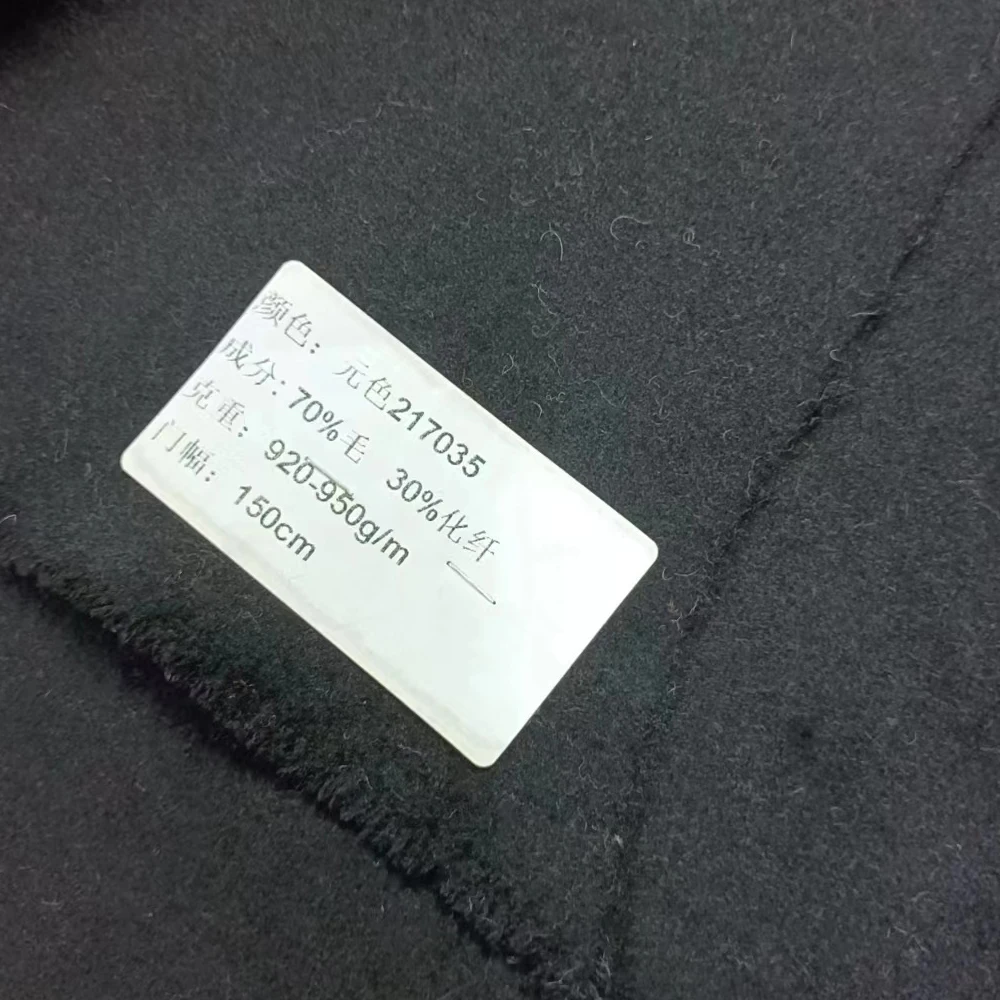 颜色：元色217035
成分：70%毛 30%化纤
克重：920-950g/m
门幅：150cm